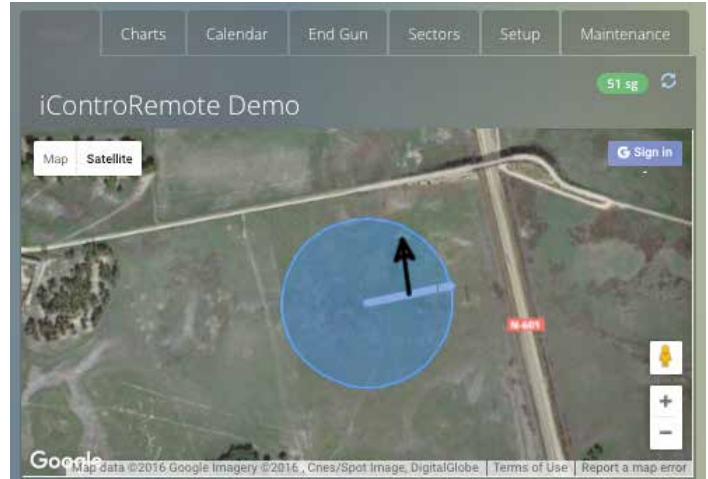 Charts Calendar End Gun Sectors Setup Maintenance
51 sg
iControRemote Demo
Map Satellite
Sign in
N-601
Google
Map data ©2016 Google Imagery ©2016 , Cnes/Spot Image, DigitalGlobe Terms of Use Report a map error